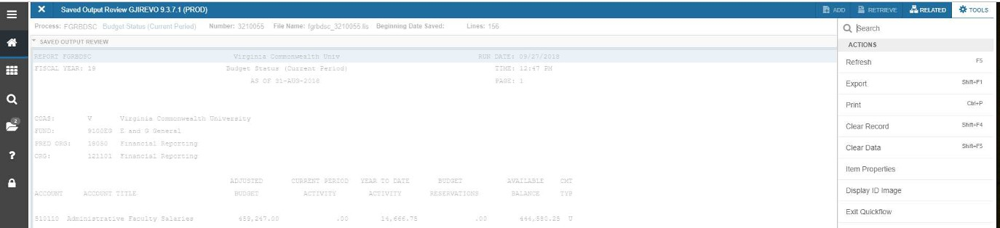 Saved Output Review GJIREVO 9.3.7.1 (PROD) ADD RETRIEVE RELATED TOOLS
Process: FGRBDSC Budget Status (Current Period) Number: 3210055 File Name: fgrbdsc_3210055.lis Beginning Date Saved: Lines: 156
SAVED OUTPUT REVIEW
REPORT FGRBDSC Virginia Commonwealth Univ RUN DATE: 09/27/2018
FISCAL YEAR: 19 Budget Status (Current Period) TIME: 12:47 PM
AS OF 31-AUG-2018 PAGE: 1
COAS: V Virginia Commonwealth University
FUND: 9100EG E and G General
PRED ORG: 18050 Financial Reporting
ORG: 121101 Financial Reporting
ADJUSTED CURRENT PERIOD YEAR TO DATE BUDGET AVAILABLE CMT
ACCOUNT ACCOUNT TITLE BUDGET ACTIVITY ACTIVITY RESERVATIONS BALANCE TYP
Administrative Faculty Salaries 459,247.00 .00 14,666.75 .00 444,580.25 U
Search
ACTIONS
Refresh F5
Export Shift+F1
Print Ctrl+P
Clear Record Shift+F4
Clear Data Shift+F5
Item Properties
Display ID Image
Exit Quickflow
2
?